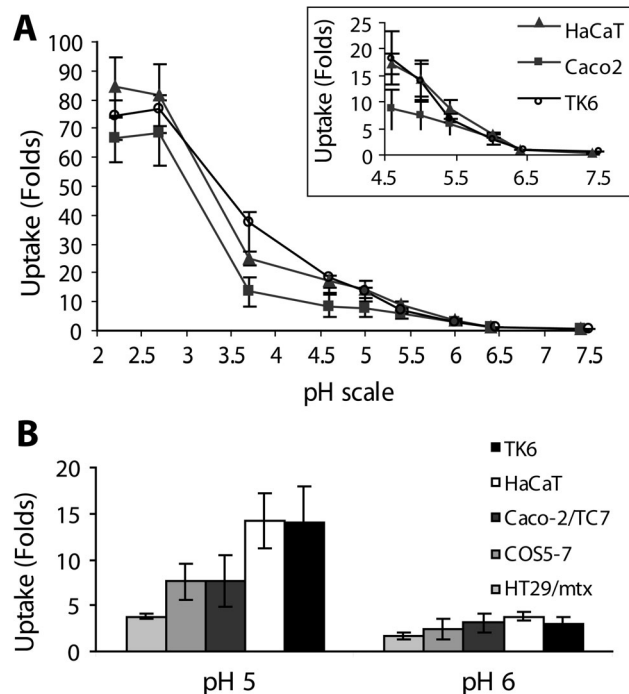 A
Uptake (Folds)
100
90
80
70
60
50
40
30
20
10
0
2 2.5 3 3.5 4 4.5 5 5.5 6 6.5 7 7.5
pH scale
Uptake (Folds)
25
20
15
10
5
0
4.5 5.5 6.5 7.5
HaCaT
Caco2
TK6
B
Uptake (Folds)
20
15
10
5
0
pH 5 pH 6
TK6
HaCaT
Caco-2/TC7
COS5-7
HT29/mtx